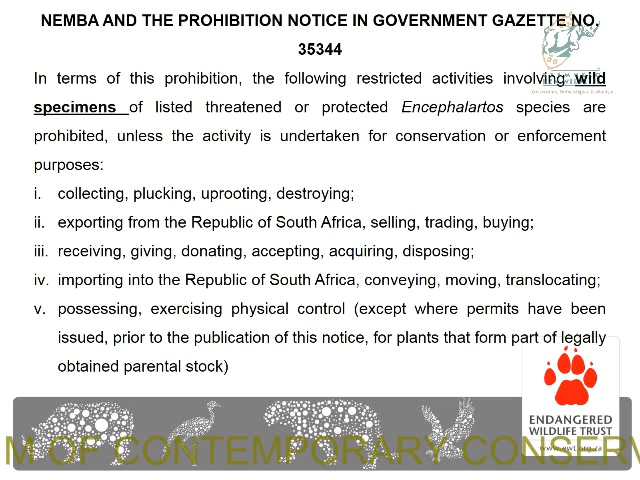 NEMBA AND THE PROHIBITION NOTICE IN GOVERNMENT GAZETTE NO.
35344
In terms of this prohibition, the following restricted activities involving wild
specimens of listed threatened or protected Encephalartos species are
prohibited, unless the activity is undertaken for conservation or enforcement
purposes:
i. collecting, plucking, uprooting, destroying;
ii. exporting from the Republic of South Africa, selling, trading, buying;
iii. receiving, giving, donating, accepting, acquiring, disposing;
iv. importing into the Republic of South Africa, conveying, moving, translocating;
v. possessing, exercising physical control (except where permits have been
issued, prior to the publication of this notice, for plants that form part of legally
obtained parental stock)
ENDANGERED
WILDLIFE TRUST
www.ewt.org.za
M OF CONTEMPORARY CONSERV